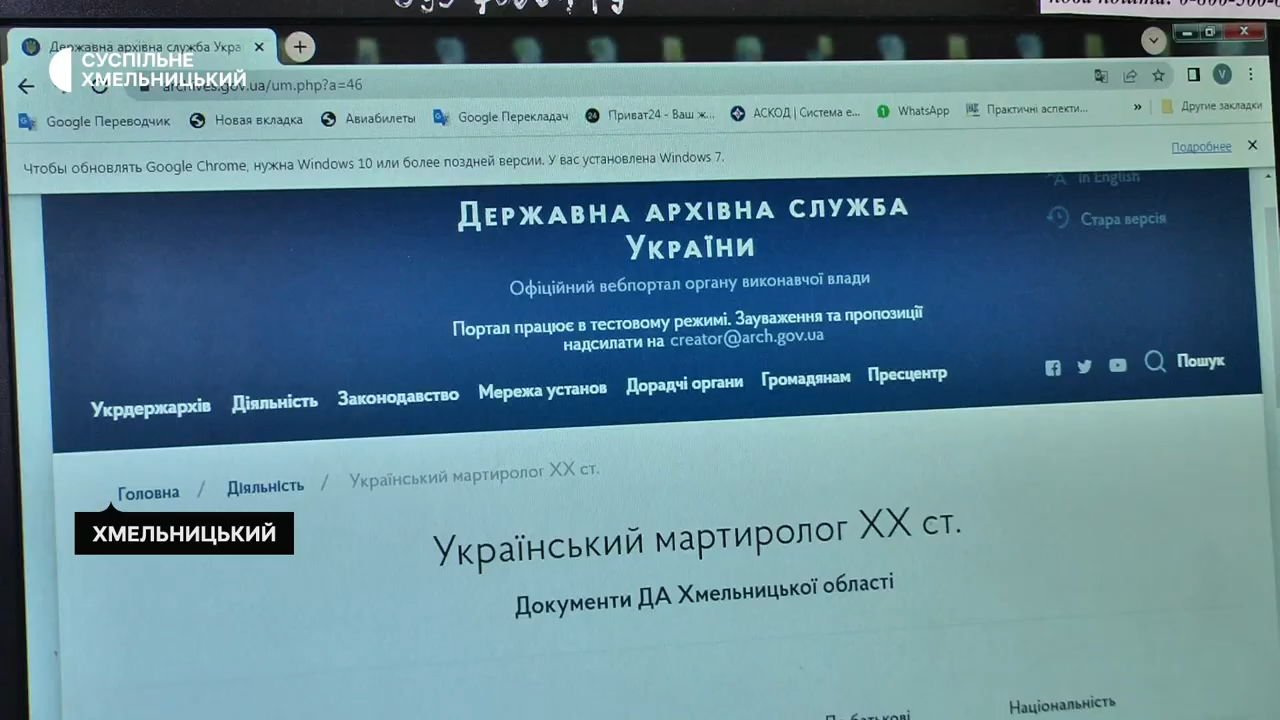 Державна архівна служба Укра
СУСПІЛЬНЕ
ХМЕЛЬНИЦЬКИЙ
archives.gov.ua/um.php?a=46
V
Google Переводчик
Новая вкладка
Авиабилеты
Google Перекладач
24 Приват24 - Ваш ж...
АСКОД | Система е...
1 WhatsApp
Практичні аспекти...
»
Другие закладки
Чтобы обновлять Google Chrome, нужна Windows 10 или более поздней версии. У вас установлена Windows 7.
Подробнее
In English
Стара версія
ДЕРЖАВНА АРХІВНА СЛУЖБА
УКРАЇНИ
Офіційний вебпортал органу виконавчої влади
Портал працює в тестовому режимі. Зауваження та пропозиції
надсилати на creator@arch.gov.ua
Укрдержархів Діяльність Законодавство Мережа установ Дорадчі органи Громадянам Пресцентр
Пошук
Головна / Діяльність / Український мартиролог ХХ ст.
ХМЕЛЬНИЦЬКИЙ
Український мартиролог ХХ ст.
Документи ДА Хмельницької області
Національність